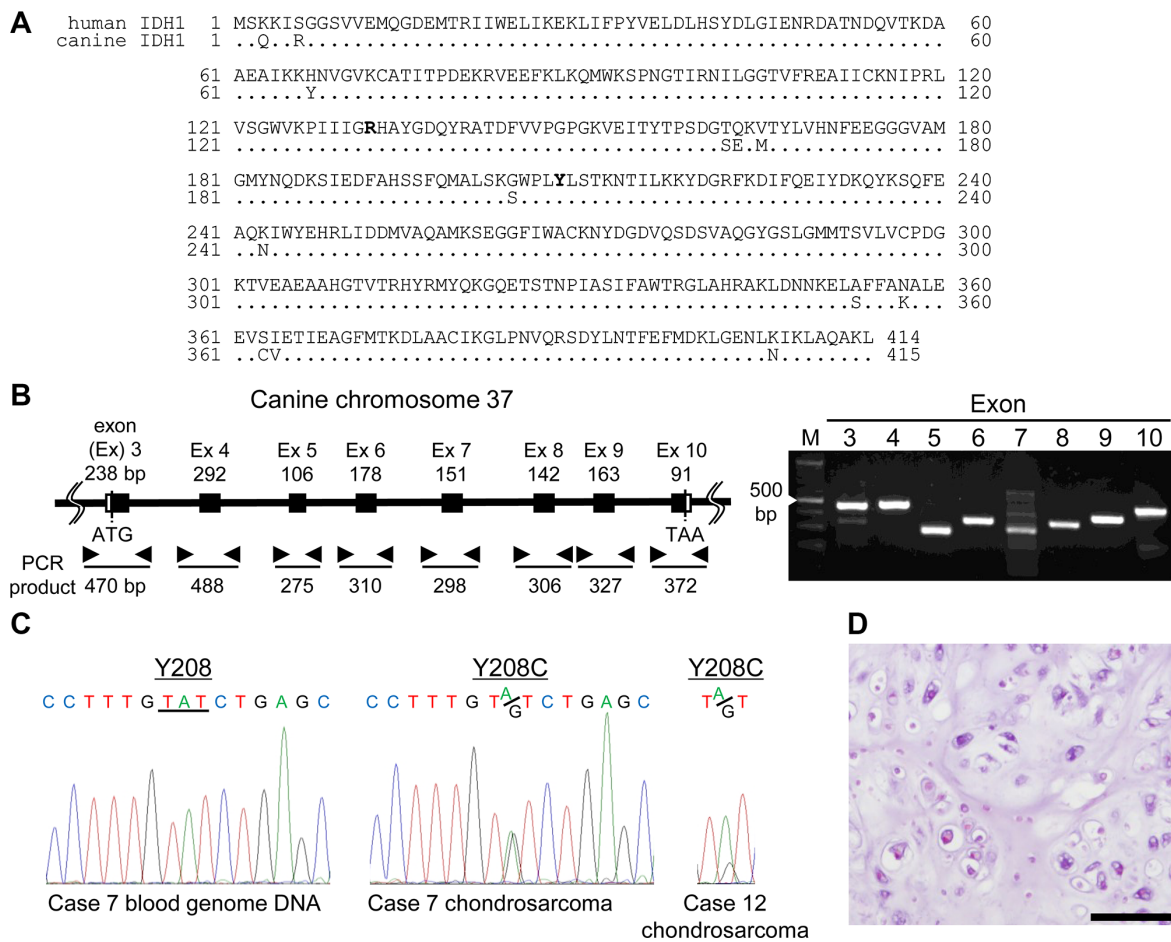 A
human IDH1 1 MSKKISGGSVVEMQGDEMTRIIWELIKEKLIFPYVELDLHSYDLGIENRDATNDQVTKDA 60
canine IDH1 1 ..Q..R...................................................... 60
61 AEAIKKHNVGVKCATITPDEKRVEEFKLKQMWKSPNGTIRNILGGTVFREAIICKNIPRL 120
61 ......Y..................................................... 120
121 VSGWVKPIIIGRHAYGDQYRATDFVVPGPGKVEITYTPSDGTQKVTYLVHNFEEGGGVAM 180
121 .........................................SE.M............... 180
181 GMYNQDKSIEDFAHSSFQMALSKGWPLYLSTKNTILKKYDGRFKDIFQEIYDKQYKSQFE 240
181 .......................S.................................... 240
241 AQKIWYEHRLIDDMVAQAMKSEGGFIWACKNYDGDVQSDSVAQGYGSLGMMTSVLVCPDG 300
241 ..N......................................................... 300
301 KTVEAEAAHGTVTRHYRMYQKGQETSTNPIASIFAWTRGLAHRAKLDNNKELAFFANALE 360
301 ....................................................S...K... 360
361 EVSIETIEAGFMTKDLAACIKGLPNVQRSDYLNTFEFMDKLGENLKIKLAQAKL 414
361 ..CV.........................................N........ 415
B
Canine chromosome 37
exon (Ex) 3 Ex 4 Ex 5 Ex 6 Ex 7 Ex 8 Ex 9 Ex 10
238 bp 292 106 178 151 142 163 91
ATG TAA
PCR product 470 bp 488 275 310 298 306 327 372
Exon
M 3 4 5 6 7 8 9 10
500 bp
C
Y208
C C T T T G T A T C T G A G C
Case 7 blood genome DNA
Y208C
C C T T T G T A/G T C T G A G C
Case 7 chondrosarcoma
Y208C
T A/G T
Case 12 chondrosarcoma
D